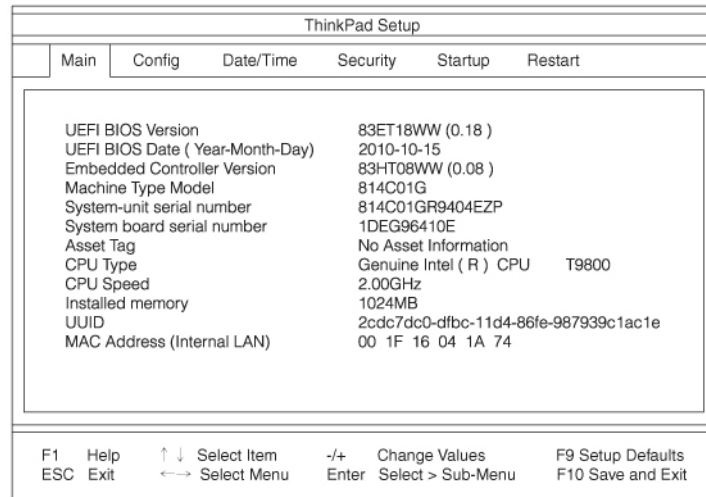 ThinkPad Setup
Main Config Date/Time Security Startup Restart
UEFI BIOS Version 83ET18WW (0.18 )
UEFI BIOS Date ( Year-Month-Day) 2010-10-15
Embedded Controller Version 83HT08WW (0.08 )
Machine Type Model 814C01G
System-unit serial number 814C01GR9404EZP
System board serial number 1DEG96410E
Asset Tag No Asset Information
CPU Type Genuine Intel ( R ) CPU T9800
CPU Speed 2.00GHz
Installed memory 1024MB
UUID 2cdc7dc0-dfbc-11d4-86fe-987939c1ac1e
MAC Address (Internal LAN) 00 1F 16 04 1A 74
F1 Help ↑ ↓ Select Item -/+ Change Values F9 Setup Defaults
ESC Exit ←→ Select Menu Enter Select > Sub-Menu F10 Save and Exit